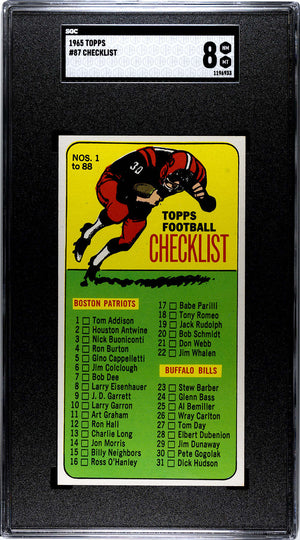 SGC
1965 TOPPS
#87 CHECKLIST
8 NM
MT
1196933
NOS. 1
to 88
30
TOPPS
FOOTBALL
CHECKLIST
BOSTON PATRIOTS
1 Tom Addison
2 Houston Antwine
3 Nick Buoniconti
4 Ron Burton
5 Gino Cappelletti
6 Jim Colclough
7 Bob Dee
8 Larry Eisenhauer
9 J. D. Garrett
10 Larry Garron
11 Art Graham
12 Ron Hall
13 Charlie Long
14 Jon Morris
15 Billy Neighbors
16 Ross O'Hanley
17 Babe Parilli
18 Tony Romeo
19 Jack Rudolph
20 Bob Schmidt
21 Don Webb
22 Jim Whalen
BUFFALO BILLS
23 Stew Barber
24 Glenn Bass
25 Al Bemiller
26 Wray Carlton
27 Tom Day
28 Elbert Dubenion
29 Jim Dunaway
30 Pete Gogolak
31 Dick Hudson